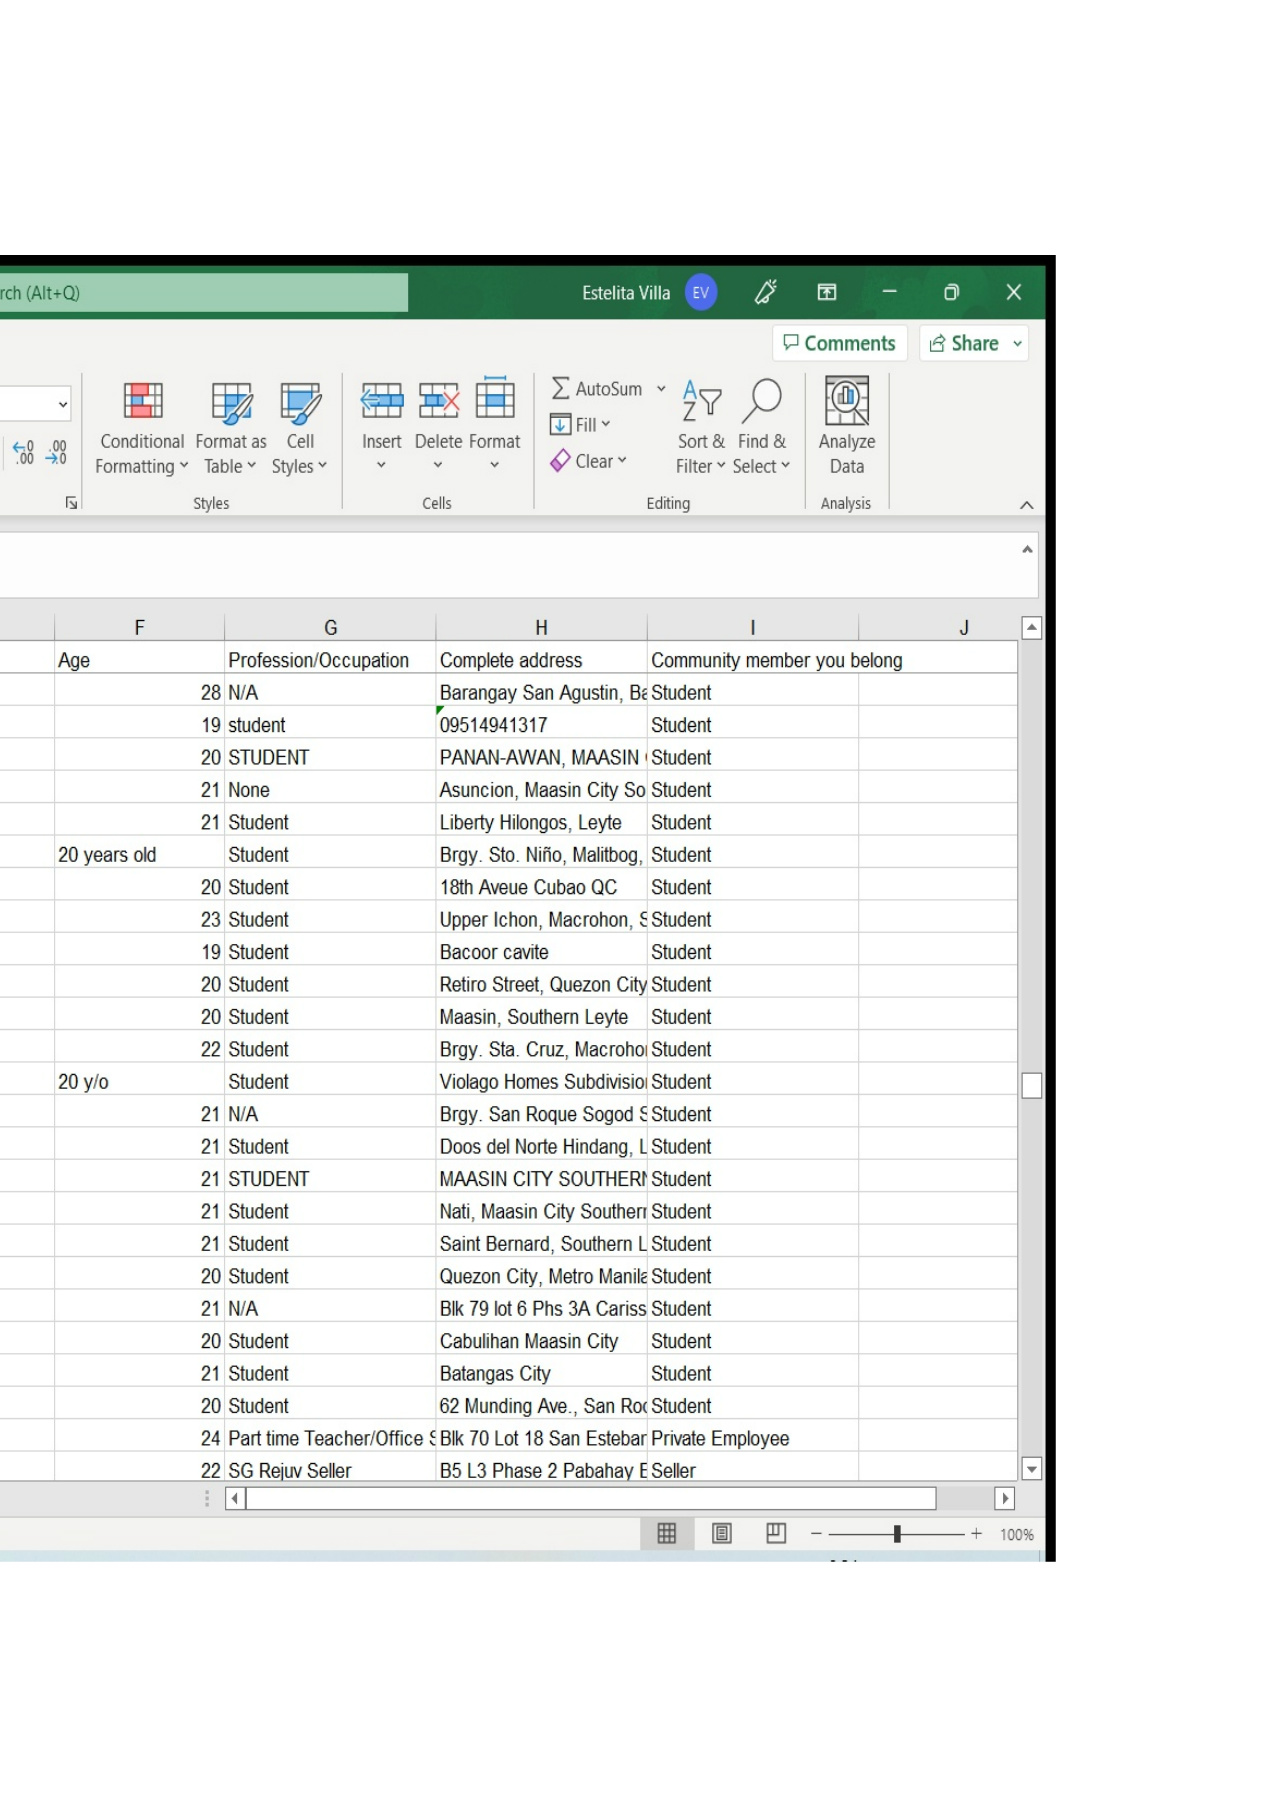 rch (Alt+Q) Estelita Villa EV
Comments Share
AutoSum
Fill
Clear
Conditional Formatting Format as Table Cell Styles Insert Delete Format Sort & Filter Find & Select Analyze Data
Styles Cells Editing Analysis
F G H I J
Age Profession/Occupation Complete address Community member you belong
28 N/A Barangay San Agustin, Ba Student
19 student 09514941317 Student
20 STUDENT PANAN-AWAN, MAASIN Student
21 None Asuncion, Maasin City So Student
21 Student Liberty Hilongos, Leyte Student
20 years old Student Brgy. Sto. Niño, Malitbog, Student
20 Student 18th Aveue Cubao QC Student
23 Student Upper Ichon, Macrohon, S Student
19 Student Bacoor cavite Student
20 Student Retiro Street, Quezon City Student
20 Student Maasin, Southern Leyte Student
22 Student Brgy. Sta. Cruz, Macrohon Student
20 y/o Student Violago Homes Subdivision Student
21 N/A Brgy. San Roque Sogod S Student
21 Student Doos del Norte Hindang, L Student
21 STUDENT MAASIN CITY SOUTHERN Student
21 Student Nati, Maasin City Southern Student
21 Student Saint Bernard, Southern L Student
20 Student Quezon City, Metro Manila Student
21 N/A Blk 79 lot 6 Phs 3A Cariss Student
20 Student Cabulihan Maasin City Student
21 Student Batangas City Student
20 Student 62 Munding Ave., San Roc Student
24 Part time Teacher/Office S Blk 70 Lot 18 San Esteban Private Employee
22 SG Rejuv Seller B5 L3 Phase 2 Pabahay Seller
100%